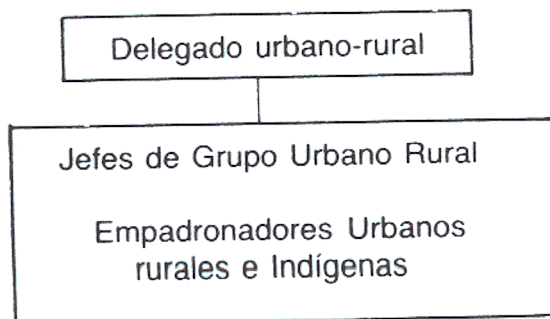 Delegado urbano-rural
Jefes de Grupo Urbano Rural
Empadronadores Urbanos
rurales e Indígenas